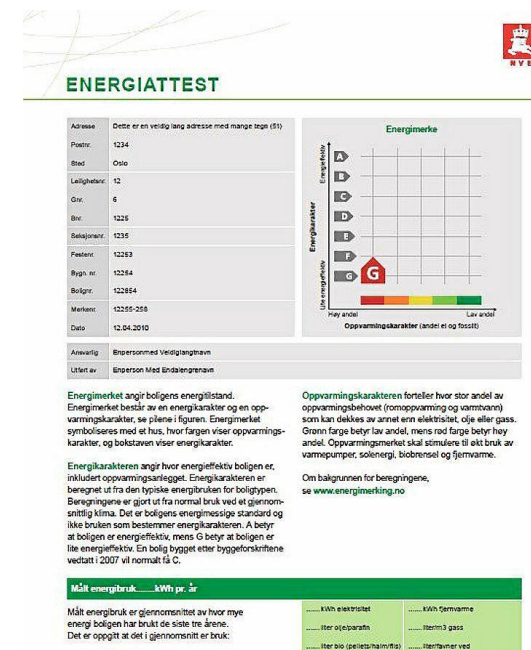 NVE
ENERGIATTEST
Adresse Dette er en veldig lang adresse med mange tegn (51)
Postnr. 1234
Sted Oslo
Leilighetsnr. 12
Gnr. 6
Bnr. 1225
Seksjonsnr. 1235
Festenr. 12253
Bygn. nr. 12254
Bolignr. 122854
Merkenr. 12255-258
Dato 12.04.2010
Energimerke
Energieffektiv
Energikarakter
Lite energieffektiv
A
B
C
D
E
F
G
G
Høy andel
Lav andel
Oppvarmingskarakter (andel el og fossilt)
Ansvarlig Enpersonmed Veldiglangtnavn
Utført av Enperson Med Endalengrenavn
Energimerket angir boligens energitilstand.
Energimerket består av en energikarakter og en opp-
varmingskarakter, se pilene i figuren. Energimerket
symboliseres med et hus, hvor fargen viser oppvarmings-
karakter, og bokstaven viser energikarakter.
Energikarakteren angir hvor energieffektiv boligen er,
inkludert oppvarmingsanlegget. Energikarakteren er
beregnet ut fra den typiske energibruken for boligtypen.
Beregningene er gjort ut fra normal bruk ved et gjennom-
snittlig klima. Det er boligens energimessige standard og
ikke bruken som bestemmer energikarakteren. A betyr
at boligen er energieffektiv, mens G betyr at boligen er
lite energieffektiv. En bolig bygget etter byggeforskriftene
vedtatt i 2007 vil normalt få C.
Oppvarmingskarakteren forteller hvor stor andel av
oppvarmingsbehovet (romoppvarming og varmtvann)
som kan dekkes av annet enn elektrisitet, olje eller gass.
Grønn farge betyr lav andel, mens rød farge betyr høy
andel. Oppvarmingsmerket skal stimulere til økt bruk av
varmepumper, solenergi, biobrensel og fjernvarme.
Om bakgrunnen for beregningene,
se www.energimerking.no
Målt energibruk......kWh pr. år
Målt energibruk er gjennomsnittet av hvor mye
energi boligen har brukt de siste tre årene.
Det er oppgitt at det i gjennomsnitt er bruk:
...... kWh elektrisitet
...... kWh fjernvarme
...... liter olje/parafin
...... liter/m3 gass
...... liter bio (pellets/halm/flis)
...... liter/favner ved